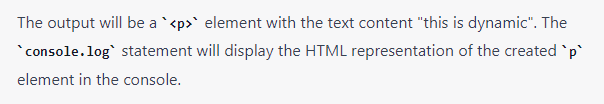 The output will be a `<p>` element with the text content "this is dynamic". The
`console.log` statement will display the HTML representation of the created `p`
element in the console.